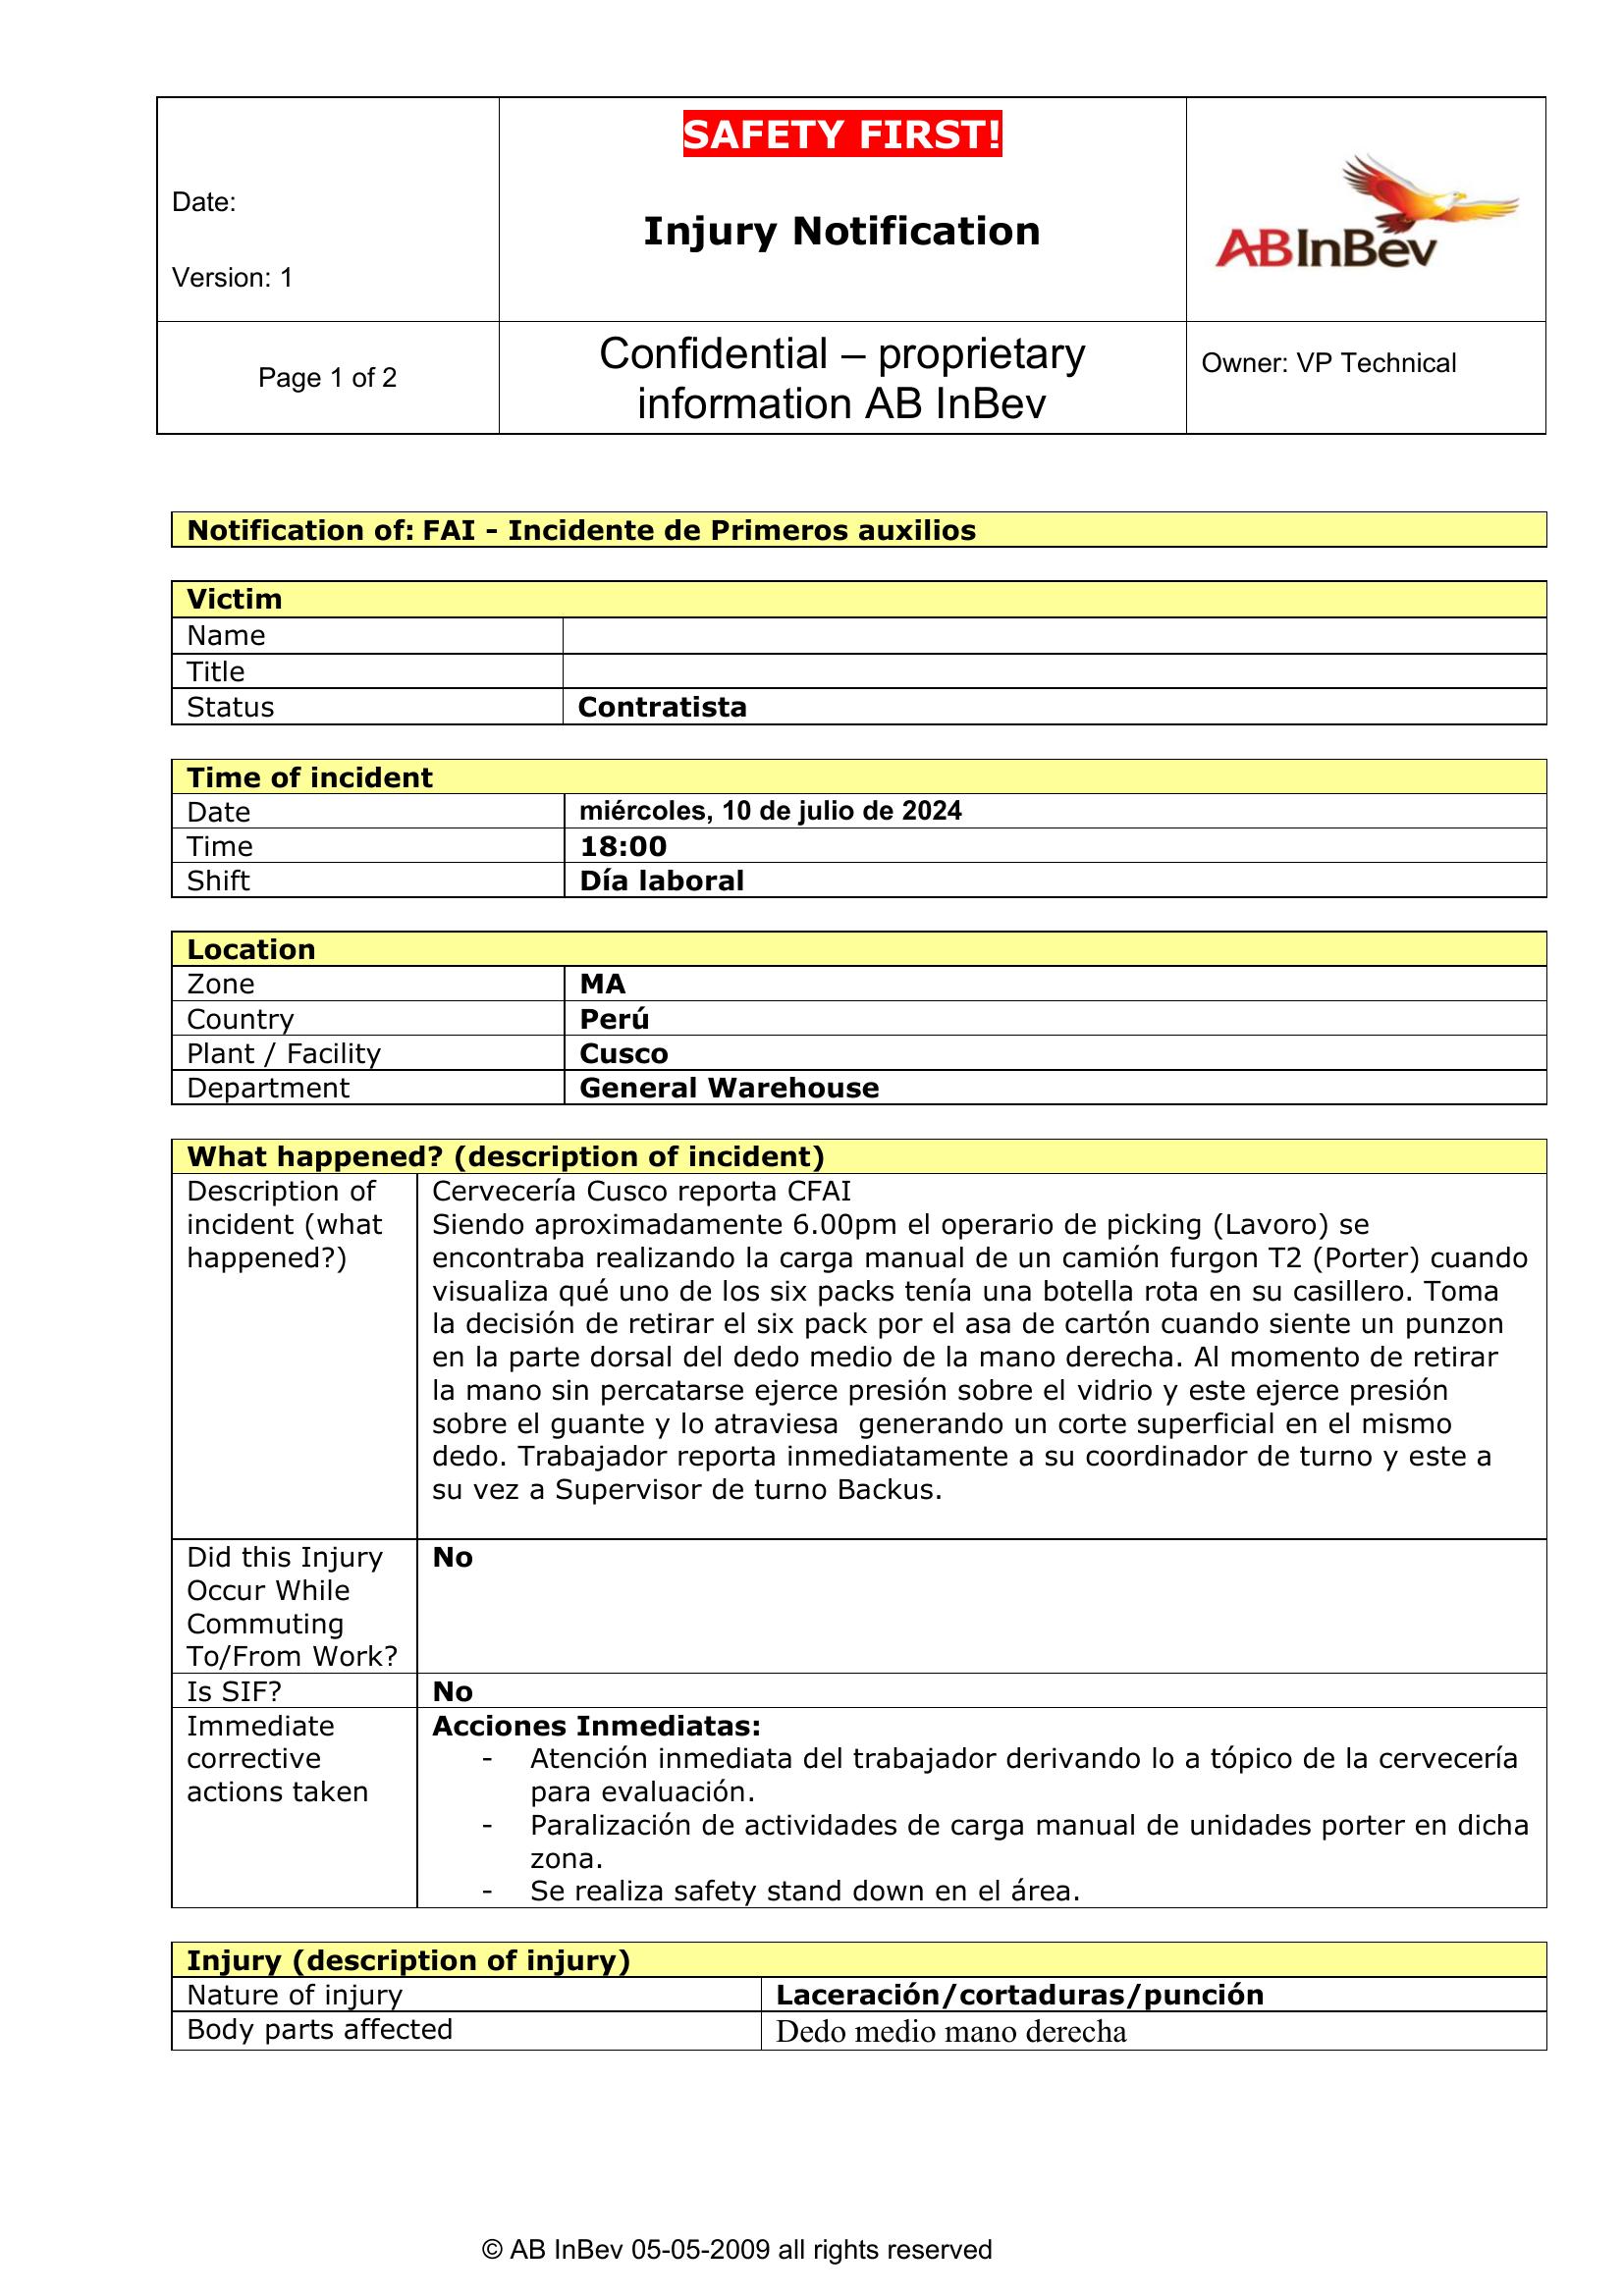 SAFETY FIRST!
Date:
Version: 1
Injury Notification
ABInBev
Page 1 of 2
Confidential – proprietary
information AB InBev
Owner: VP Technical
Notification of: FAI - Incidente de Primeros auxilios
Victim
Name
Title
Status Contratista
Time of incident
Date miércoles, 10 de julio de 2024
Time 18:00
Shift Día laboral
Location
Zone MA
Country Perú
Plant / Facility Cusco
Department General Warehouse
What happened? (description of incident)
Description of
incident (what
happened?)
Cervecería Cusco reporta CFAI
Siendo aproximadamente 6.00pm el operario de picking (Lavoro) se
encontraba realizando la carga manual de un camión furgon T2 (Porter) cuando
visualiza qué uno de los six packs tenía una botella rota en su casillero. Toma
la decisión de retirar el six pack por el asa de cartón cuando siente un punzon
en la parte dorsal del dedo medio de la mano derecha. Al momento de retirar
la mano sin percatarse ejerce presión sobre el vidrio y este ejerce presión
sobre el guante y lo atraviesa  generando un corte superficial en el mismo
dedo. Trabajador reporta inmediatamente a su coordinador de turno y este a
su vez a Supervisor de turno Backus.
Did this Injury
Occur While
Commuting
To/From Work?
No
Is SIF? No
Immediate
corrective
actions taken
Acciones Inmediatas:
- Atención inmediata del trabajador derivando lo a tópico de la cervecería
para evaluación.
- Paralización de actividades de carga manual de unidades porter en dicha
zona.
- Se realiza safety stand down en el área.
Injury (description of injury)
Nature of injury Laceración/cortaduras/punción
Body parts affected Dedo medio mano derecha
© AB InBev 05-05-2009 all rights reserved